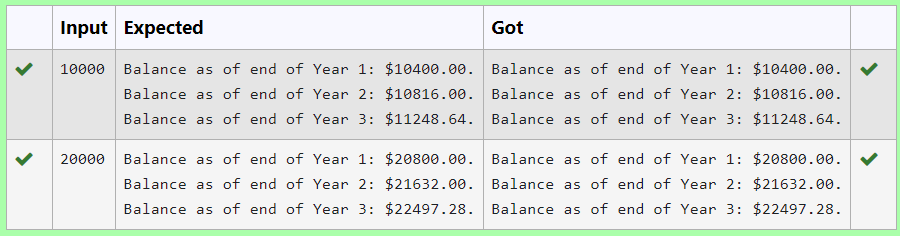 Input Expected Got
10000 Balance as of end of Year 1: $10400.00. Balance as of end of Year 1: $10400.00.
Balance as of end of Year 2: $10816.00. Balance as of end of Year 2: $10816.00.
Balance as of end of Year 3: $11248.64. Balance as of end of Year 3: $11248.64.
20000 Balance as of end of Year 1: $20800.00. Balance as of end of Year 1: $20800.00.
Balance as of end of Year 2: $21632.00. Balance as of end of Year 2: $21632.00.
Balance as of end of Year 3: $22497.28. Balance as of end of Year 3: $22497.28.